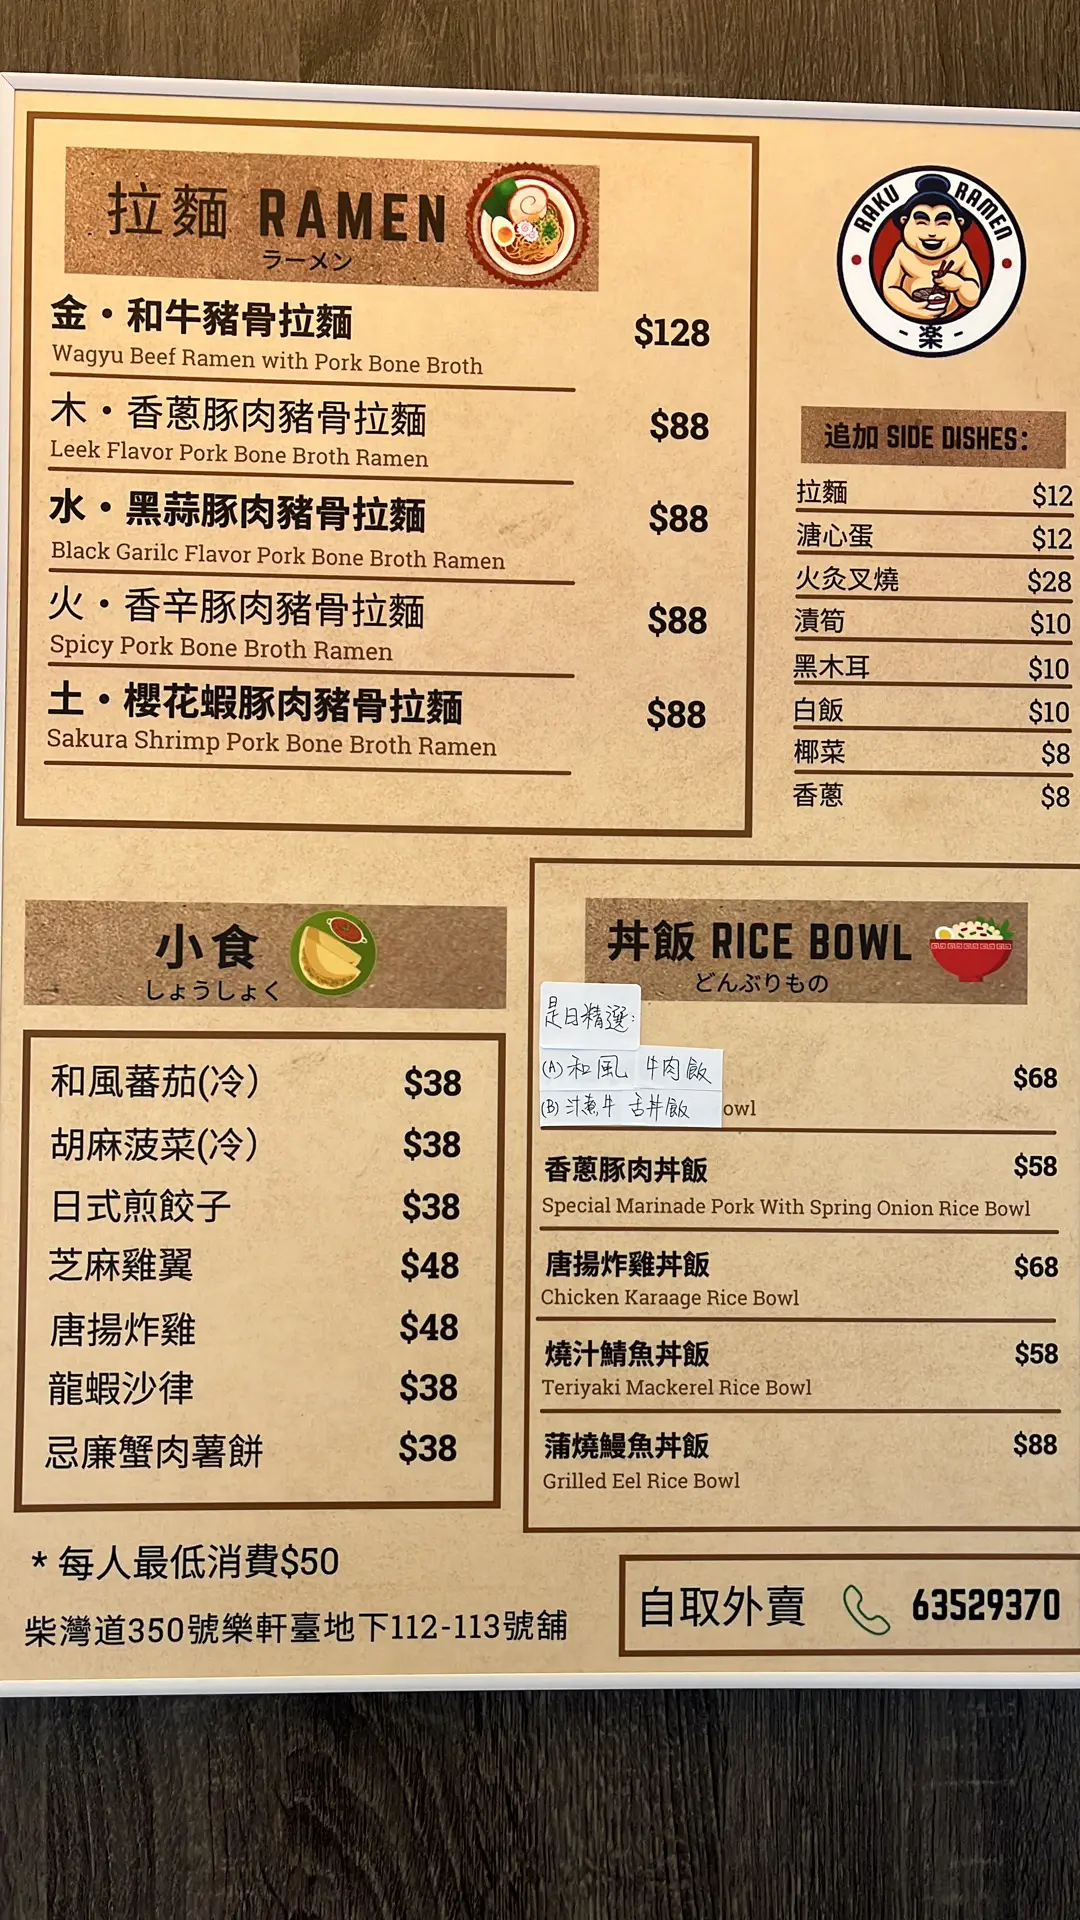 拉麵 RAMEN
ラーメン
金・和牛豬骨拉麵 $128
Wagyu Beef Ramen with Pork Bone Broth
木・香蔥豚肉豬骨拉麵 $88
Leek Flavor Pork Bone Broth Ramen
水・黑蒜豚肉豬骨拉麵 $88
Black Garilc Flavor Pork Bone Broth Ramen
火・香辛豚肉豬骨拉麵 $88
Spicy Pork Bone Broth Ramen
土・櫻花蝦豚肉豬骨拉麵 $88
Sakura Shrimp Pork Bone Broth Ramen
RAKU RAMEN
- 楽 -
追加 SIDE DISHES:
拉麵 $12
溏心蛋 $12
火灸叉燒 $28
漬筍 $10
黑木耳 $10
白飯 $10
椰菜 $8
香蔥 $8
小食
しょうしょく
和風蕃茄(冷) $38
胡麻菠菜(冷) $38
日式煎餃子 $38
芝麻雞翼 $48
唐揚炸雞 $48
龍蝦沙律 $38
忌廉蟹肉薯餅 $38
丼飯 RICE BOWL
どんぶりもの
是日精選:
(A) 和風 牛肉飯 $68
(B) 汁煮牛 舌丼飯 owl
香蔥豚肉丼飯 $58
Special Marinade Pork With Spring Onion Rice Bowl
唐揚炸雞丼飯 $68
Chicken Karaage Rice Bowl
燒汁鯖魚丼飯 $58
Teriyaki Mackerel Rice Bowl
蒲燒鰻魚丼飯 $88
Grilled Eel Rice Bowl
* 每人最低消費$50
柴灣道350號樂軒臺地下112-113號舖
自取外賣 63529370